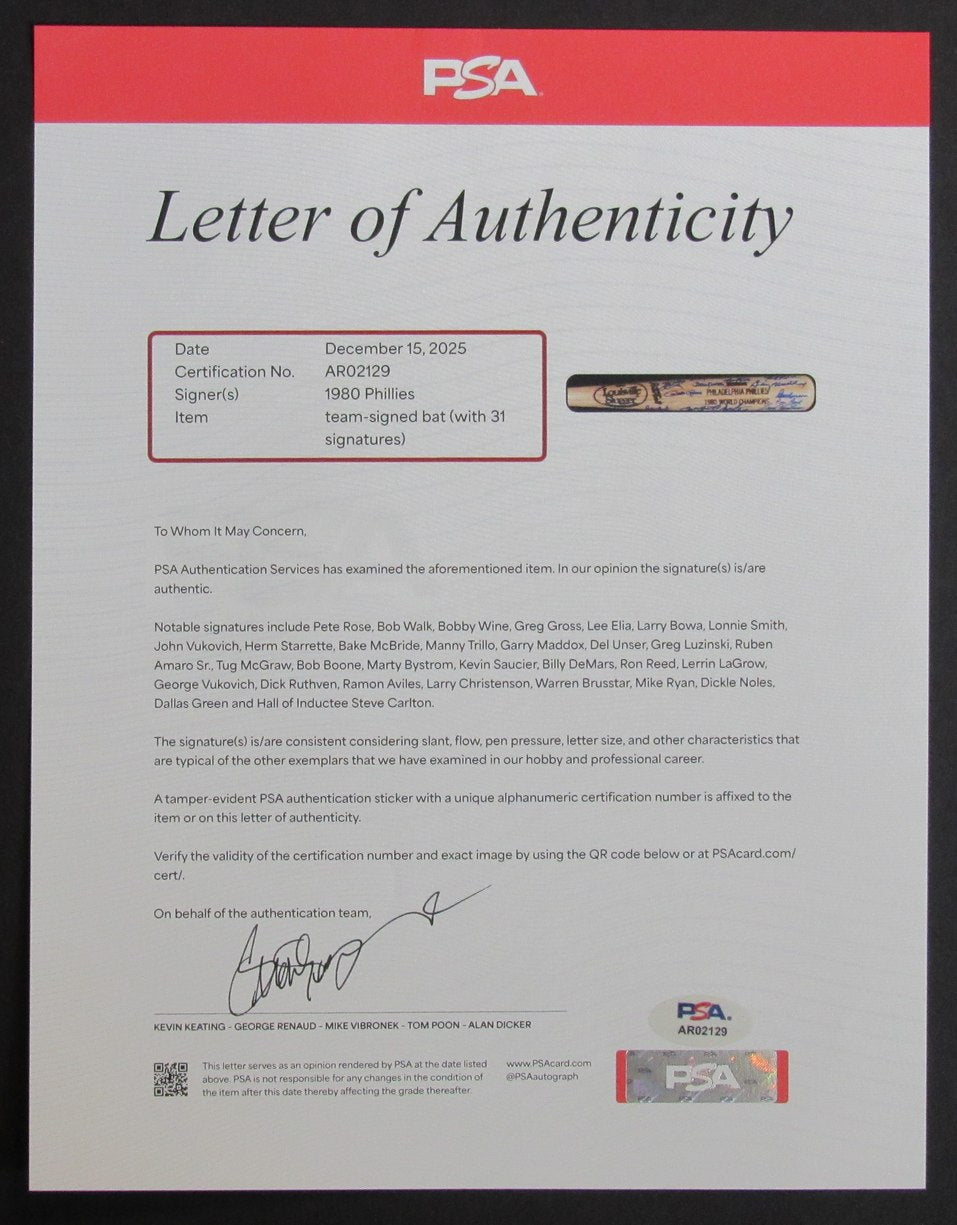 PSA
Letter of Authenticity
Date December 15, 2025
Certification No. AR02129
Signer(s) 1980 Phillies
Item team-signed bat (with 31
signatures)
Louisville
Slugger
PHILADELPHIA PHILLIES
1980 WORLD CHAMPIONS
To Whom It May Concern,
PSA Authentication Services has examined the aforementioned item. In our opinion the signature(s) is/are
authentic.
Notable signatures include Pete Rose, Bob Walk, Bobby Wine, Greg Gross, Lee Elia, Larry Bowa, Lonnie Smith,
John Vukovich, Herm Starrette, Bake McBride, Manny Trillo, Garry Maddox, Del Unser, Greg Luzinski, Ruben
Amaro Sr., Tug McGraw, Bob Boone, Marty Bystrom, Kevin Saucier, Billy DeMars, Ron Reed, Lerrin LaGrow,
George Vukovich, Dick Ruthven, Ramon Aviles, Larry Christenson, Warren Brusstar, Mike Ryan, Dickle Noles,
Dallas Green and Hall of Inductee Steve Carlton.
The signature(s) is/are consistent considering slant, flow, pen pressure, letter size, and other characteristics that
are typical of the other exemplars that we have examined in our hobby and professional career.
A tamper-evident PSA authentication sticker with a unique alphanumeric certification number is affixed to the
item or on this letter of authenticity.
Verify the validity of the certification number and exact image by using the QR code below or at PSAcard.com/
cert/.
On behalf of the authentication team,
KEVIN KEATING - GEORGE RENAUD - MIKE VIBRONEK - TOM POON - ALAN DICKER
This letter serves as an opinion rendered by PSA at the date listed
above. PSA is not responsible for any changes in the condition of
the item after this date thereby affecting the grade thereafter.
www.PSAcard.com
@PSAautograph
PSA.
AR02129
PSA